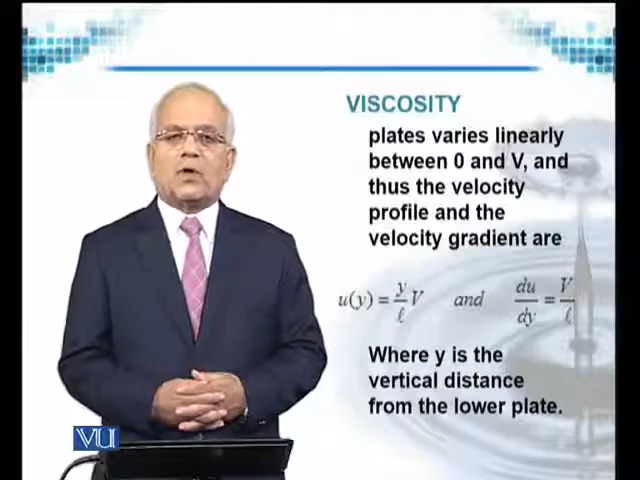 VISCOSITY
plates varies linearly
between 0 and V, and
thus the velocity
profile and the
velocity gradient are
u(y) = y/ℓ V and du/dy = V/ℓ
Where y is the
vertical distance
from the lower plate.
VU